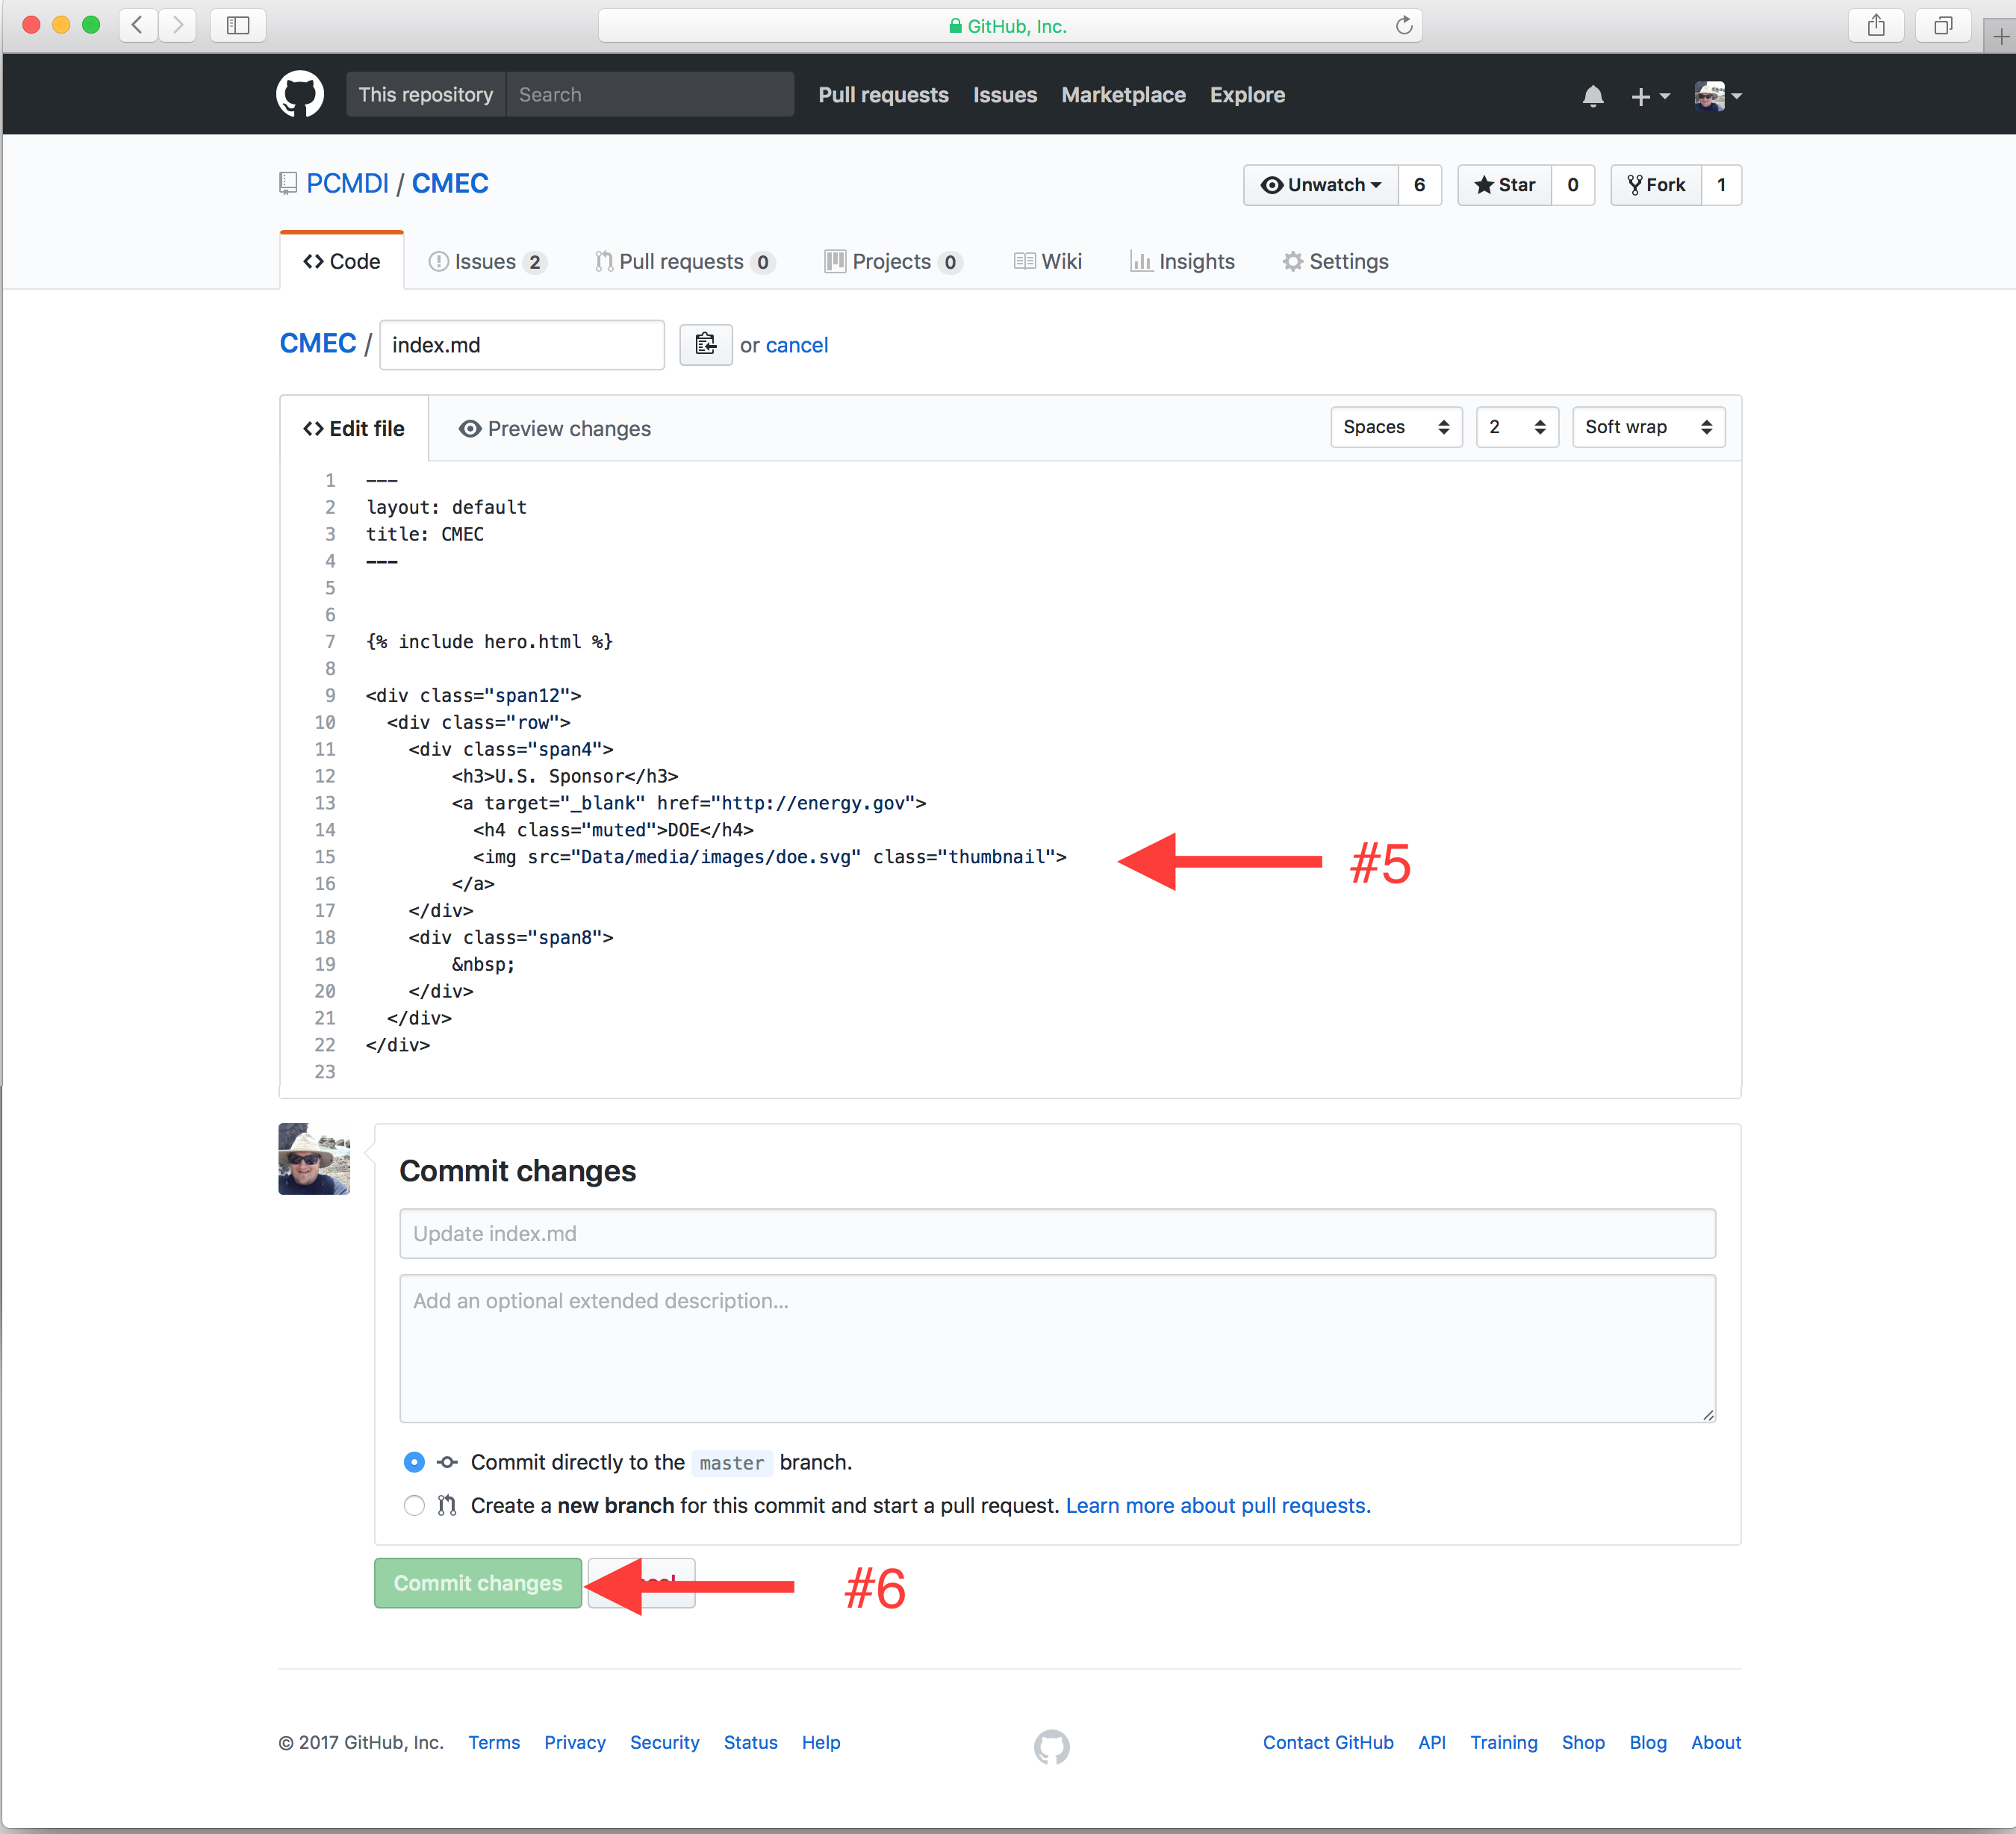 GitHub, Inc.
This repository Search Pull requests Issues Marketplace Explore
PCMDI / CMEC Unwatch 6 Star 0 Fork 1
Code Issues 2 Pull requests 0 Projects 0 Wiki Insights Settings
CMEC / index.md or cancel
Edit file Preview changes Spaces 2 Soft wrap
1 ---
2 layout: default
3 title: CMEC
4 ---
5
6
7 {% include hero.html %}
8
9 <div class="span12">
10 <div class="row">
11 <div class="span4">
12 <h3>U.S. Sponsor</h3>
13 <a target="_blank" href="http://energy.gov">
14 <h4 class="muted">DOE</h4>
15 <img src="Data/media/images/doe.svg" class="thumbnail"> #5
16 </a>
17 </div>
18 <div class="span8">
19 &nbsp;
20 </div>
21 </div>
22 </div>
23
Commit changes
Update index.md
Add an optional extended description...
Commit directly to the master branch.
Create a new branch for this commit and start a pull request. Learn more about pull requests.
Commit changes #6
© 2017 GitHub, Inc. Terms Privacy Security Status Help Contact GitHub API Training Shop Blog About